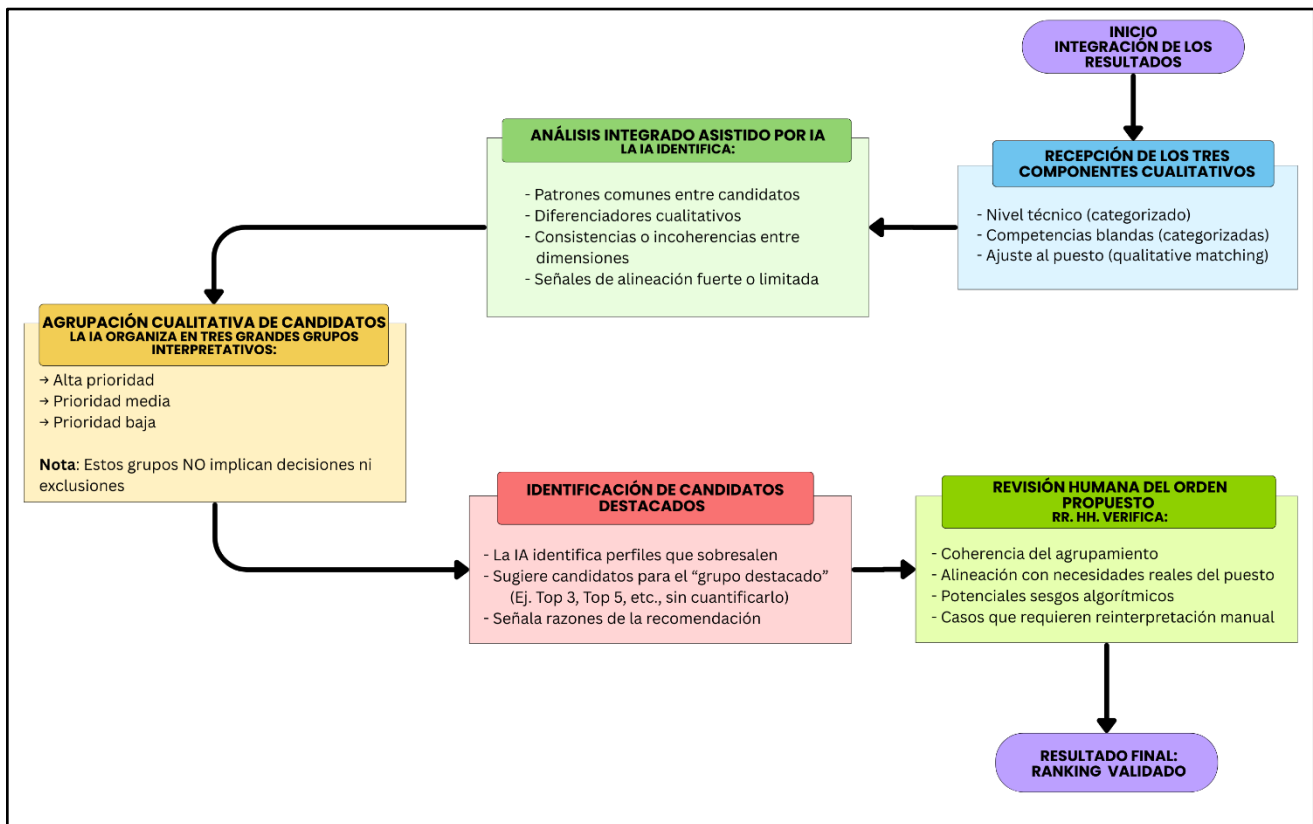 INICIO
INTEGRACIÓN DE LOS
RESULTADOS
RECEPCIÓN DE LOS TRES
COMPONENTES CUALITATIVOS
- Nivel técnico (categorizado)
- Competencias blandas (categorizadas)
- Ajuste al puesto (qualitative matching)
ANÁLISIS INTEGRADO ASISTIDO POR IA
LA IA IDENTIFICA:
- Patrones comunes entre candidatos
- Diferenciadores cualitativos
- Consistencias o incoherencias entre
dimensiones
- Señales de alineación fuerte o limitada
AGRUPACIÓN CUALITATIVA DE CANDIDATOS
LA IA ORGANIZA EN TRES GRANDES GRUPOS
INTERPRETATIVOS:
→ Alta prioridad
→ Prioridad media
→ Prioridad baja
Nota: Estos grupos NO implican decisiones ni
exclusiones
IDENTIFICACIÓN DE CANDIDATOS
DESTACADOS
- La IA identifica perfiles que sobresalen
- Sugiere candidatos para el “grupo destacado”
(Ej. Top 3, Top 5, etc., sin cuantificarlo)
- Señala razones de la recomendación
REVISIÓN HUMANA DEL ORDEN
PROPUESTO
RR. HH. VERIFICA:
- Coherencia del agrupamiento
- Alineación con necesidades reales del puesto
- Potenciales sesgos algorítmicos
- Casos que requieren reinterpretación manual
RESULTADO FINAL:
RANKING VALIDADO